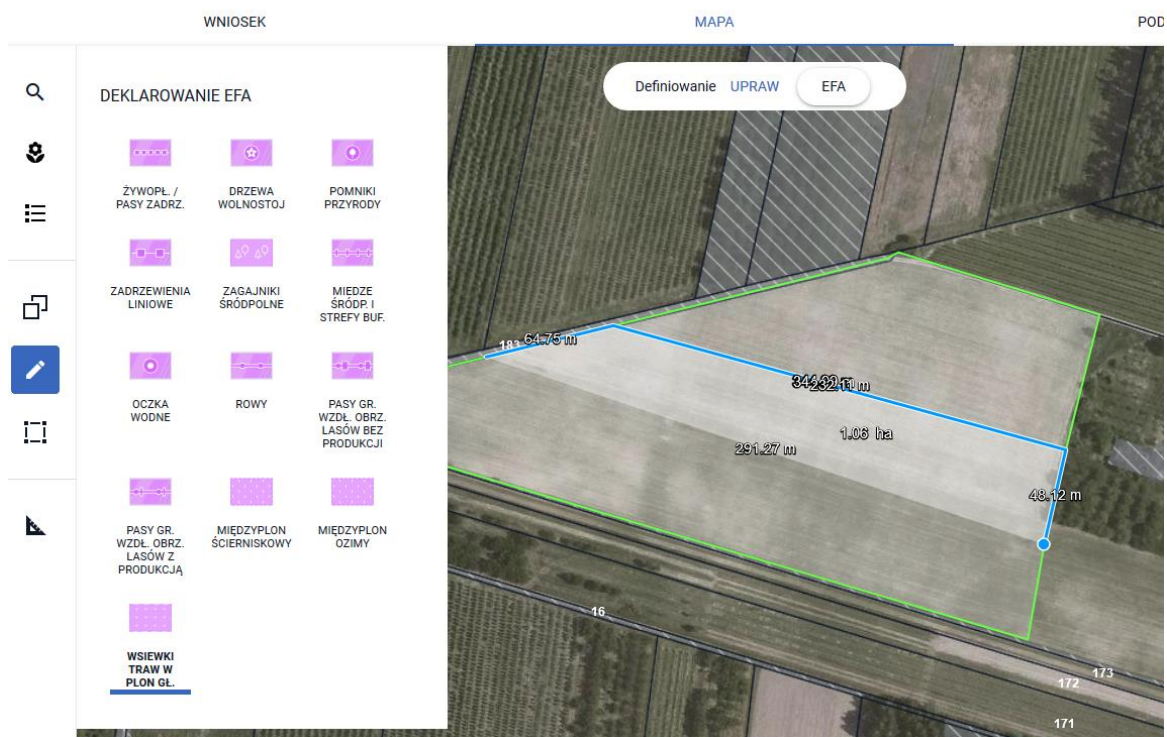 WNIOSEK
MAPA
POD
DEKLAROWANIE EFA
Definiowanie UPRAW EFA
ŻYWOPŁ. /
PASY ZADRZ.
DRZEWA
WOLNOSTOJ
POMNIKI
PRZYRODY
ZADRZEWIENIA
LINIOWE
ZAGAJNIKI
ŚRÓDPOLNE
MIEDZE
ŚRÓDP. I
STREFY BUF.
OCZKA
WODNE
ROWY
PASY GR.
WZDŁ. OBRZ.
LASÓW BEZ
PRODUKCJI
PASY GR.
WZDŁ. OBRZ.
LASÓW Z
PRODUKCJĄ
MIĘDZYPLON
ŚCIERNISKOWY
MIĘDZYPLON
OZIMY
WSIEWKI
TRAW W
PLON GŁ.
183
64.75 m
232.11 m
1.06 ha
291.27 m
48.12 m
16
173
172
171